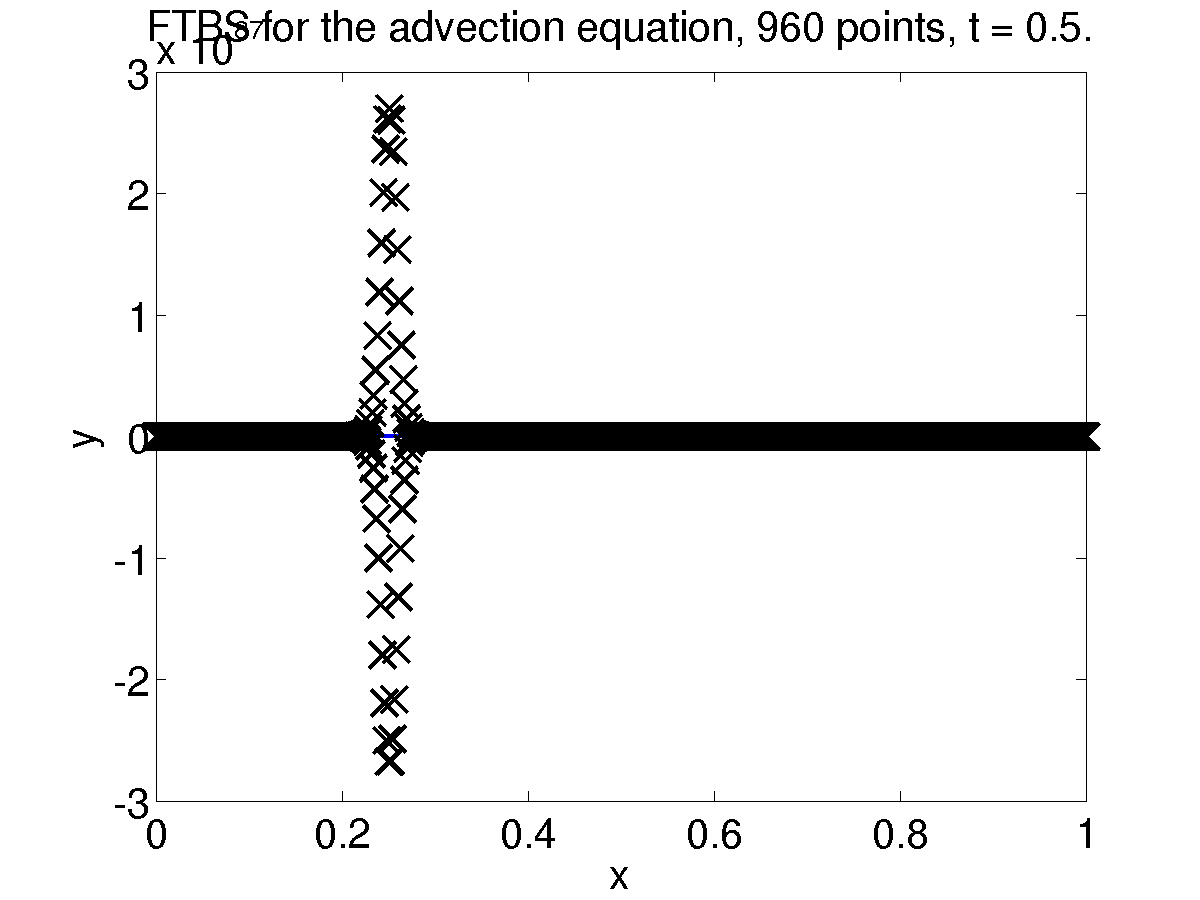 FTBS for the advection equation, 960 points, t = 0.5.
x 10^67
3
2
1
0
-1
-2
-3
y
0 0.2 0.4 0.6 0.8 1
x